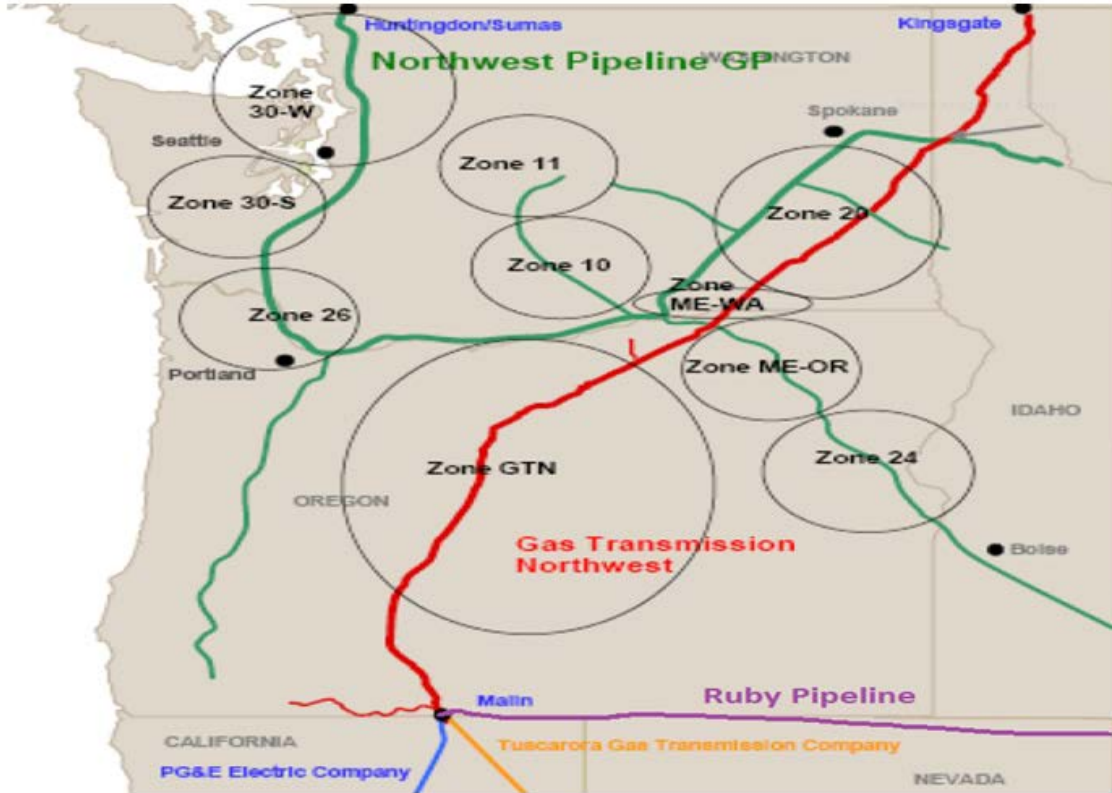 Huntingdon/Sumas
Kingsgate
Northwest Pipeline GP
WASHINGTON
Zone
30-W
Spokane
Seattle
Zone 11
Zone 30-S
Zone 20
Zone 10
Zone
ME-WA
Zone 26
Portland
Zone ME-OR
IDAHO
Zone 24
Zone GTN
OREGON
Gas Transmission
Northwest
Boise
Malin
Ruby Pipeline
CALIFORNIA
Tuscarora Gas Transmission Company
PG&E Electric Company
NEVADA